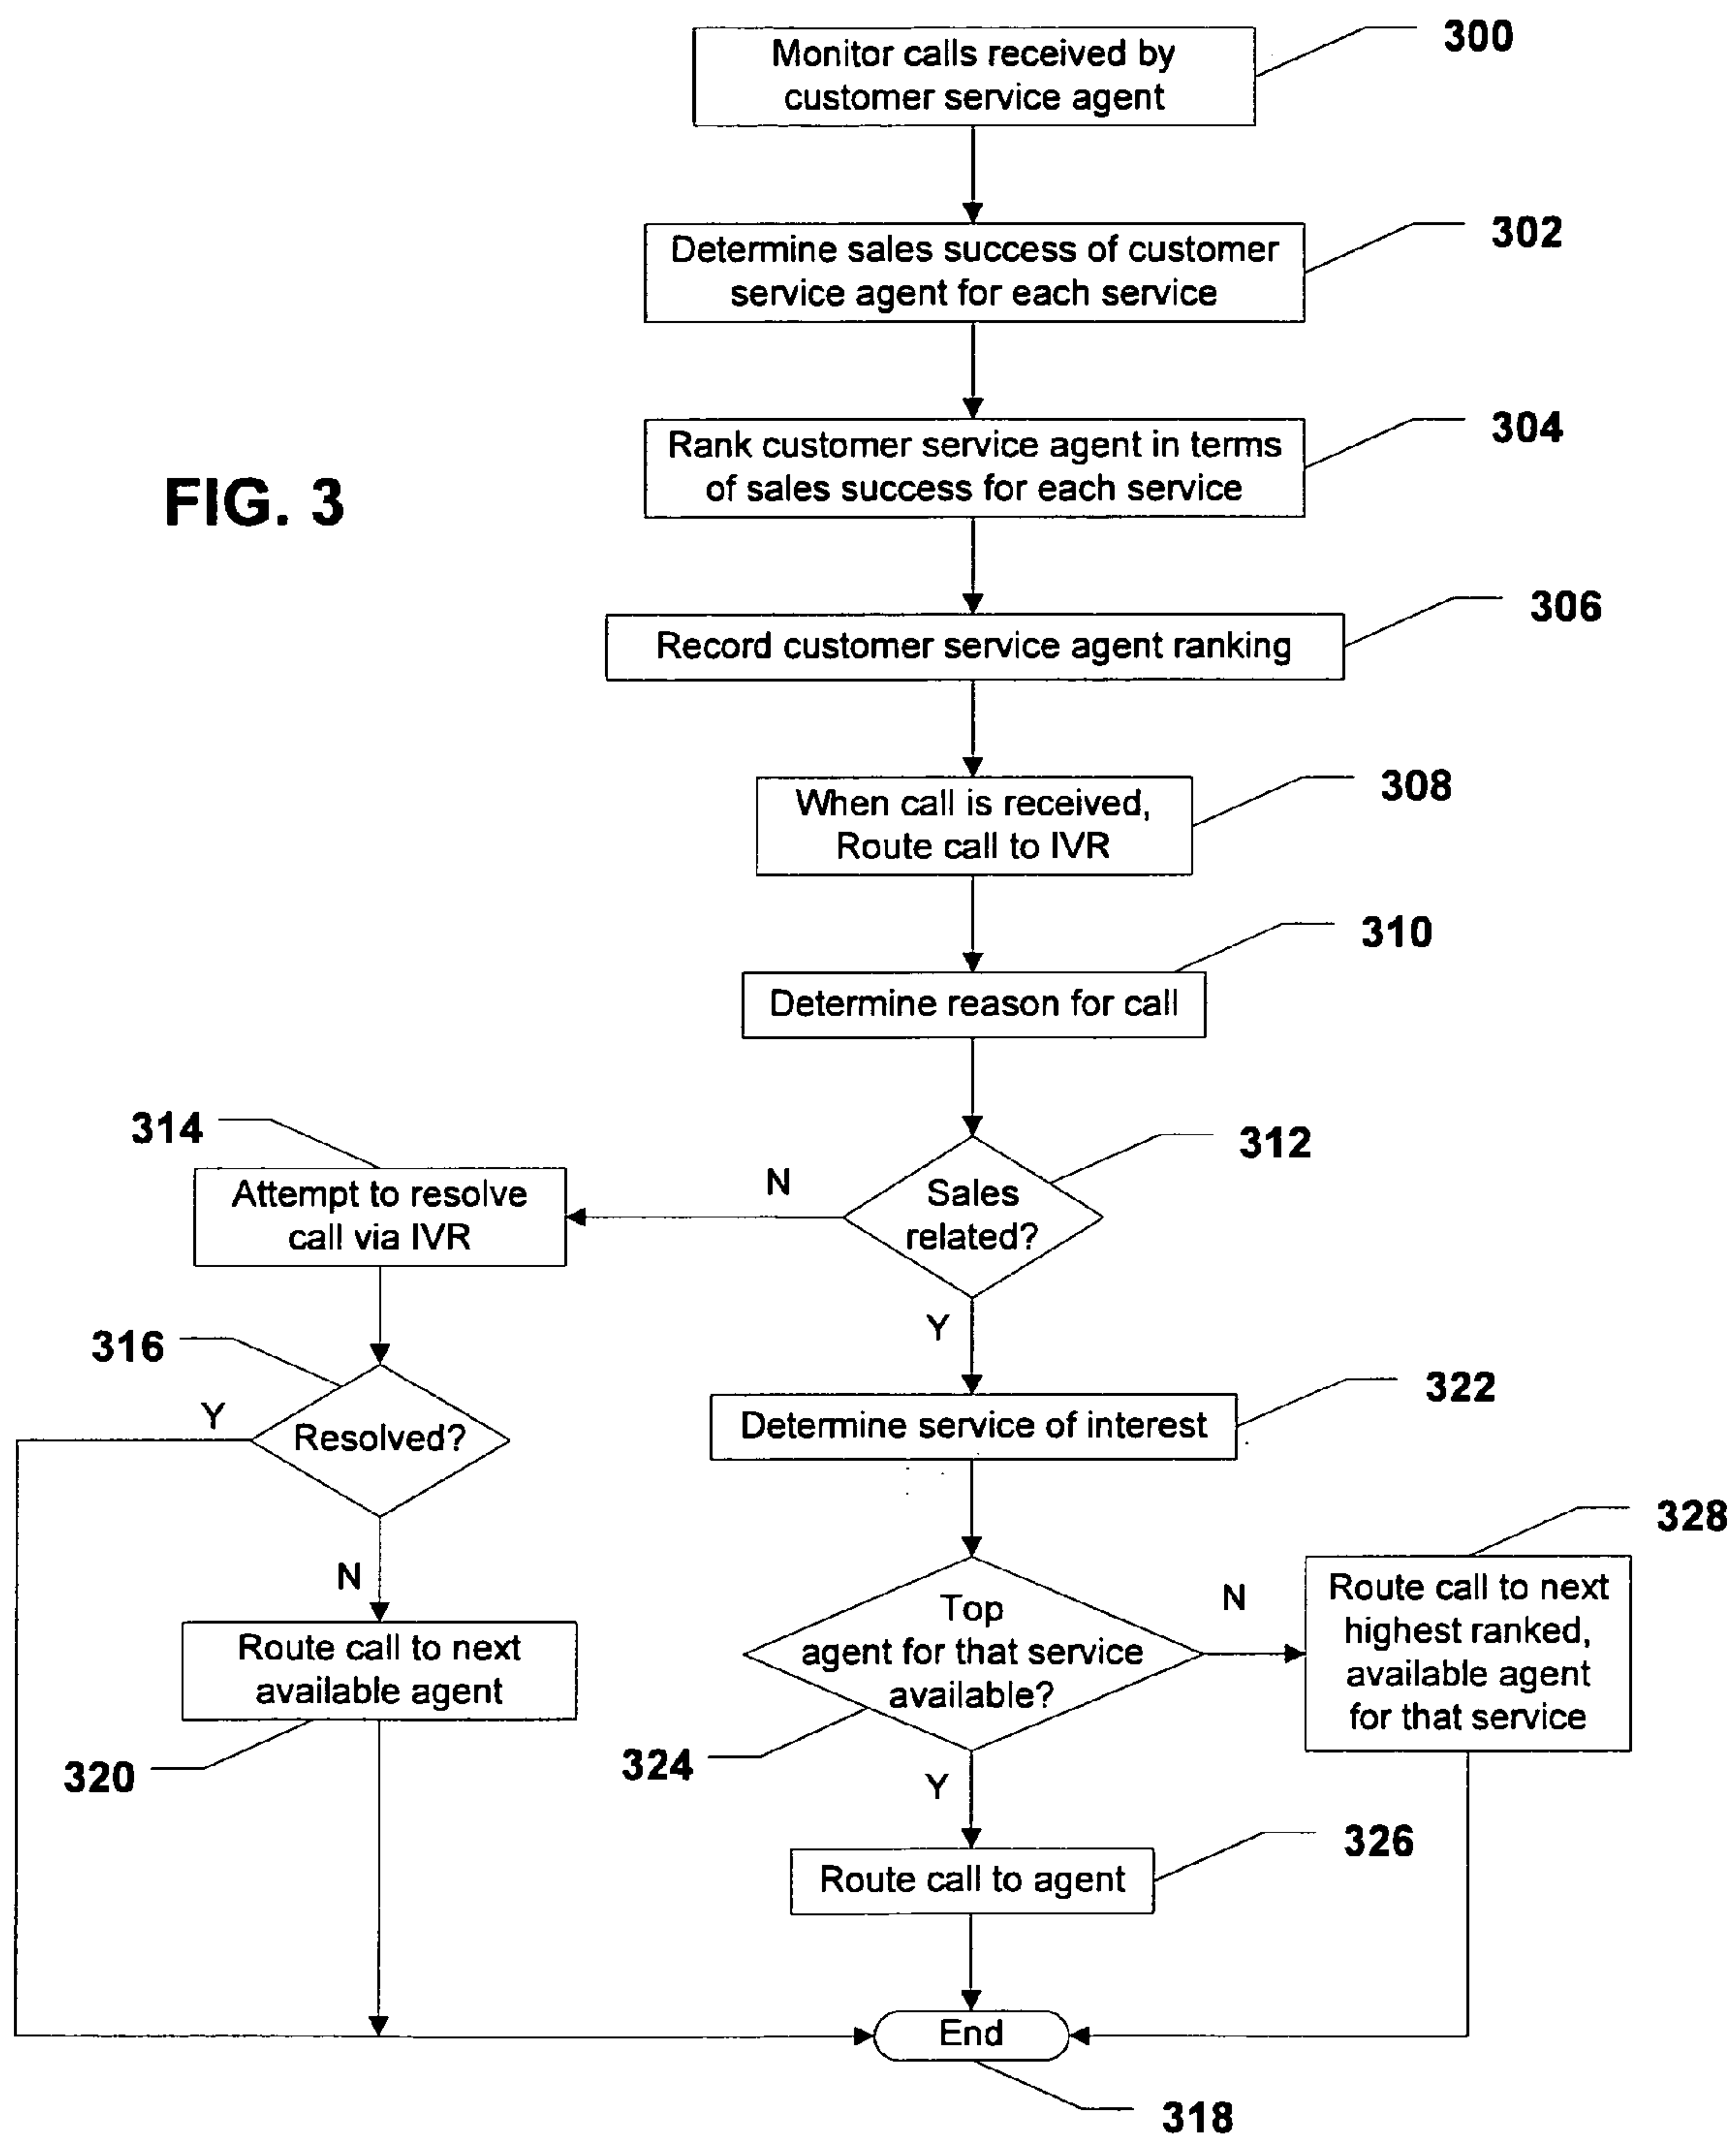 300
Monitor calls received by
customer service agent
302
Determine sales success of customer
service agent for each service
304
Rank customer service agent in terms
of sales success for each service
FIG. 3
306
Record customer service agent ranking
308
When call is received,
Route call to IVR
310
Determine reason for call
314
312
Attempt to resolve
call via IVR
N
Sales
related?
Y
316
Y
Resolved?
322
Determine service of interest
N
328
Route call to next
available agent
320
Top
agent for that service
available?
N
Route call to next
highest ranked,
available agent
for that service
324
Y
326
Route call to agent
End
318